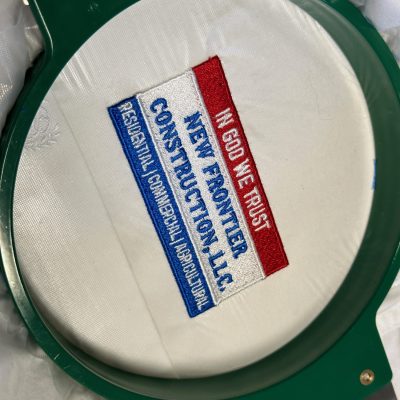 IN GOD WE TRUST
NEW FRONTIER
CONSTRUCTION, LLC.
RESIDENTIAL|COMMERCIAL|AGRICULTURAL